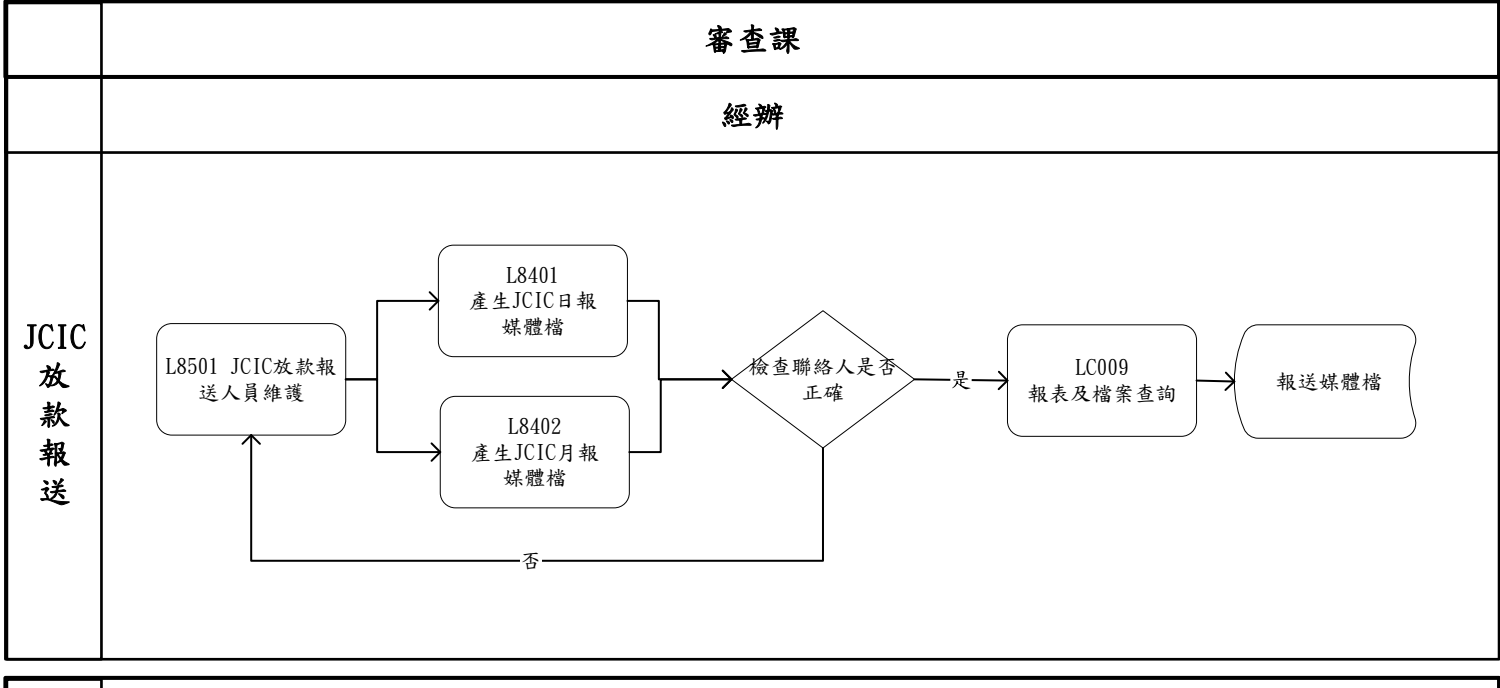 審查課
經辦
JCIC
放
款
報
送
L8501 JCIC放款報
送人員維護
L8401
產生JCIC日報
媒體檔
L8402
產生JCIC月報
媒體檔
檢查聯絡人是否
正確
是
否
LC009
報表及檔案查詢
報送媒體檔